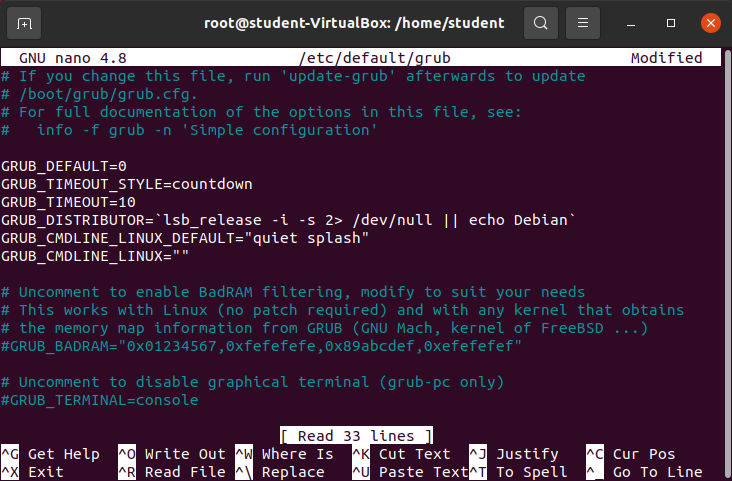 root@student-VirtualBox: /home/student
GNU nano 4.8 /etc/default/grub Modified
# If you change this file, run 'update-grub' afterwards to update
# /boot/grub/grub.cfg.
# For full documentation of the options in this file, see:
#   info -f grub -n 'Simple configuration'

GRUB_DEFAULT=0
GRUB_TIMEOUT_STYLE=countdown
GRUB_TIMEOUT=10
GRUB_DISTRIBUTOR=`lsb_release -i -s 2> /dev/null || echo Debian`
GRUB_CMDLINE_LINUX_DEFAULT="quiet splash"
GRUB_CMDLINE_LINUX=""

# Uncomment to enable BadRAM filtering, modify to suit your needs
# This works with Linux (no patch required) and with any kernel that obtains
# the memory map information from GRUB (GNU Mach, kernel of FreeBSD ...)
#GRUB_BADRAM="0x01234567,0xfefefefe,0x89abcdef,0xefefefef"

# Uncomment to disable graphical terminal (grub-pc only)
#GRUB_TERMINAL=console

[ Read 33 lines ]
^G Get Help ^O Write Out ^W Where Is ^K Cut Text ^J Justify ^C Cur Pos
^X Exit ^R Read File ^\ Replace ^U Paste Text ^T To Spell ^_ Go To Line